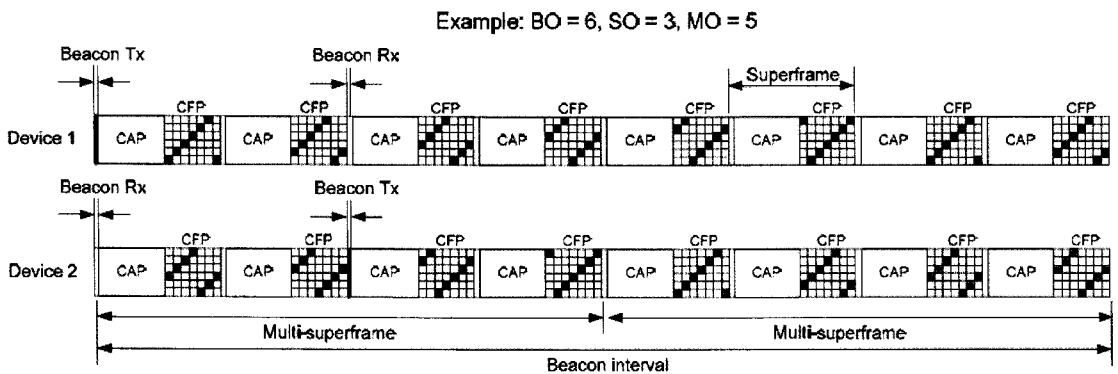 Example: BO = 6, SO = 3, MO = 5
Beacon Tx
Beacon Rx
Superframe
CFP CFP CFP CFP CFP CFP CFP CFP
Device 1 CAP CAP CAP CAP CAP CAP CAP CAP
Beacon Rx
Beacon Tx
CFP CFP CFP CFP CFP CFP CFP CFP
Device 2 CAP CAP CAP CAP CAP CAP CAP CAP
Multi-superframe Multi-superframe
Beacon interval